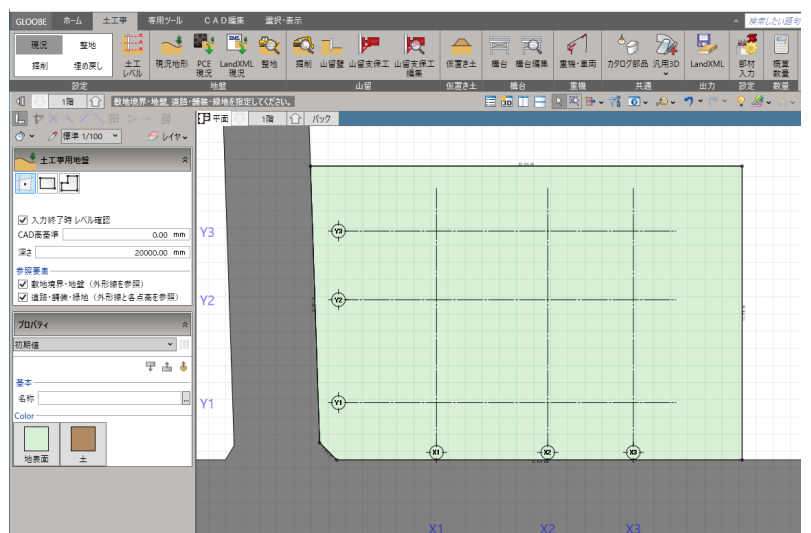 GLOOBE ホーム 土工事 専用ツール CAD編集 選択・表示 検索したい語句
現況 整地
掘削 埋め戻し
土工レベル 現況地形 PCE現況 LandXML現況 整地 掘削 山留壁 山留支保工 山留支保工編集 仮置き土 構台 構台編集 重機・車両 カタログ部品 汎用3D LandXML 部材入力 概算数量
設定 地盤 山留 仮置き土 構台 重機 共通 出力 設定 数量
1階 敷地境界・地盤、道路・舗装・緑地を指定してください。
標準 1/100 レイヤ
平面 1階 バック
土工事用地盤
入力終了時 レベル確認
CAD高基準 0.00 mm
深さ 20000.00 mm
参照要素
敷地境界・地盤（外形線を参照）
道路・舗装・緑地（外形線と各点高を参照）
プロパティ
初期値
基本
名称
Color
地表面 土
Y3 Y3
Y2 Y2
Y1 Y1
X1 X2 X3
X1 X2 X3